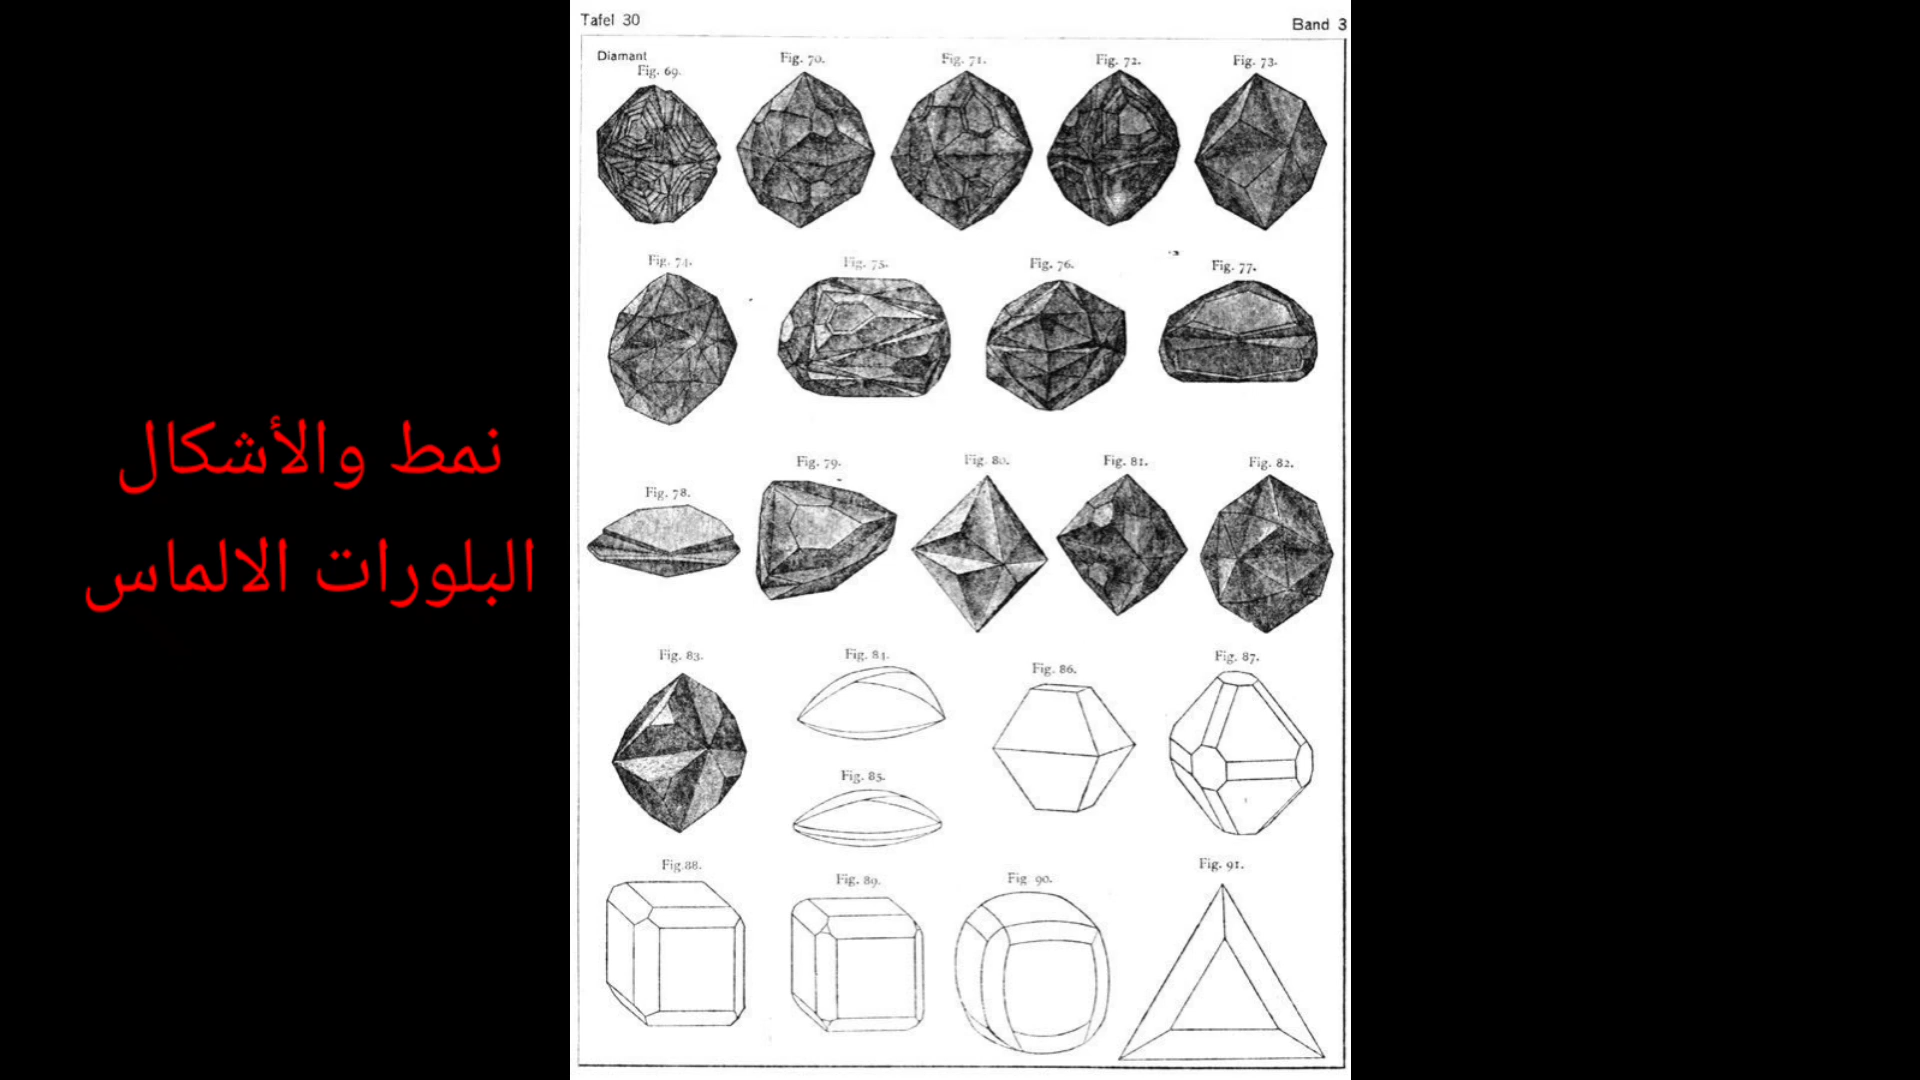 Tafel 30
Band 3
Diamant
Fig. 69.
Fig. 70.
Fig. 71.
Fig. 72.
Fig. 73.
Fig. 74.
Fig. 75.
Fig. 76.
Fig. 77.
Fig. 78.
Fig. 79.
Fig. 80.
Fig. 81.
Fig. 82.
Fig. 83.
Fig. 84.
Fig. 85.
Fig. 86.
Fig. 87.
Fig.88.
Fig. 89.
Fig. 90.
Fig. 91.
نمط والأشكال
البلورات الالماس